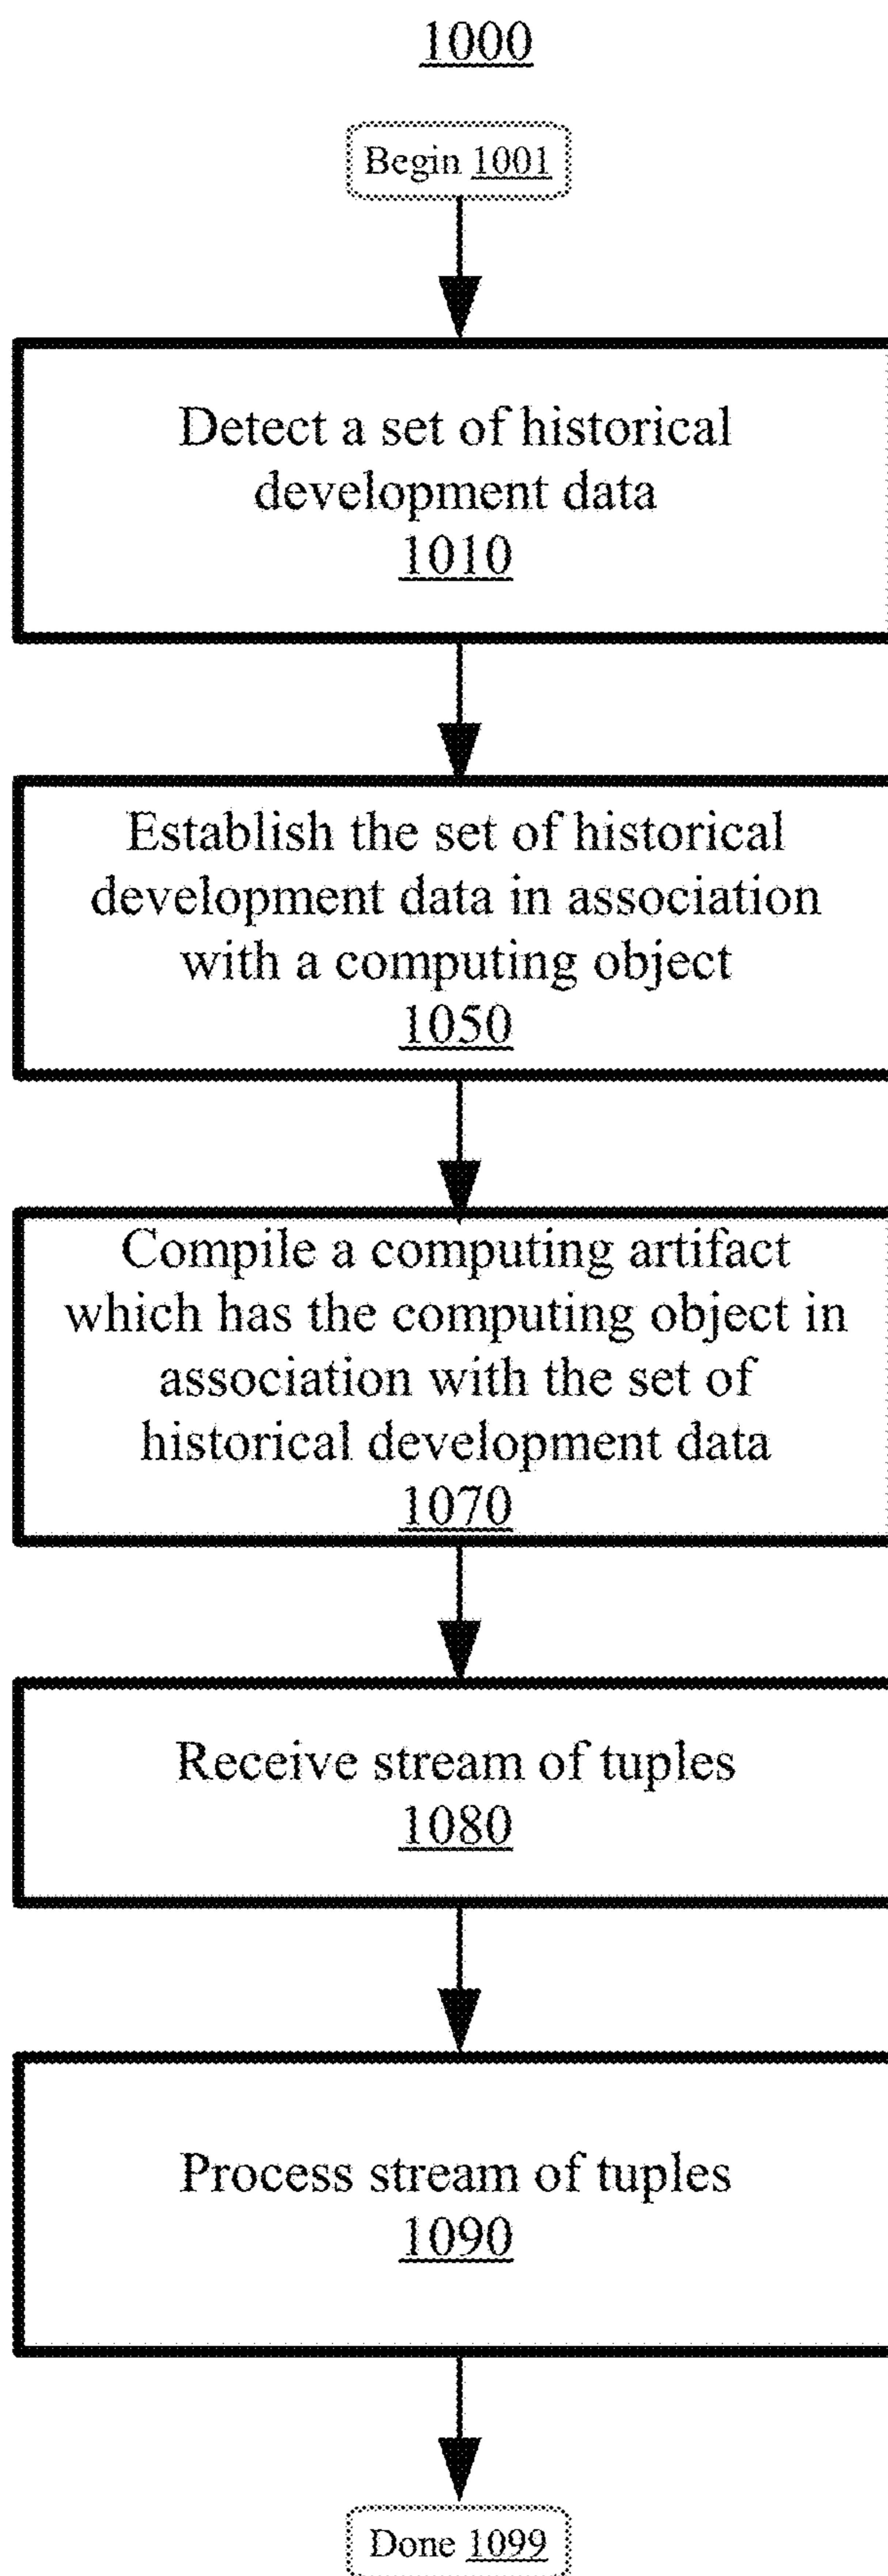 1000
Begin 1001
Detect a set of historical
development data
1010
Establish the set of historical
development data in association
with a computing object
1050
Compile a computing artifact
which has the computing object in
association with the set of
historical development data
1070
Receive stream of tuples
1080
Process stream of tuples
1090
Done 1099